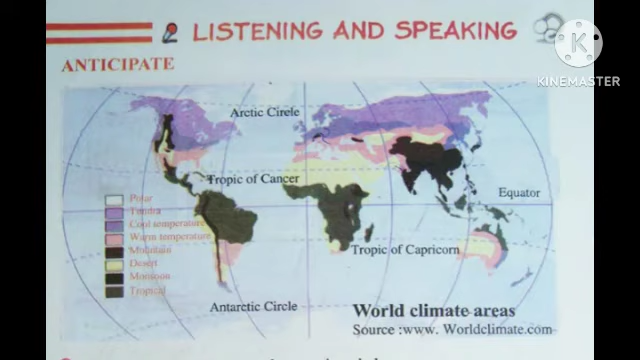 2 LISTENING AND SPEAKING
KINEMASTER
ANTICIPATE
Arctic Cirele
Tropic of Cancer
Equator
Polar
Tundra
Cool temperature
Warm temperature
Mountain
Desert
Monsoon
Tropical
Tropic of Capricorn
Antarctic Circle
World climate areas
Source :www. Worldclimate.com